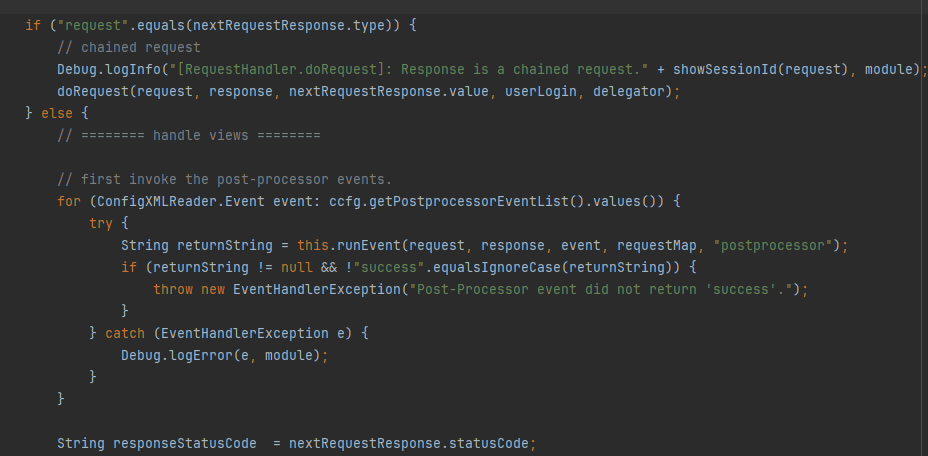 if ("request".equals(nextRequestResponse.type)) {
// chained request
Debug.logInfo("[RequestHandler.doRequest]: Response is a chained request." + showSessionId(request), module);
doRequest(request, response, nextRequestResponse.value, userLogin, delegator);
} else {
// ======== handle views ========
// first invoke the post-processor events.
for (ConfigXMLReader.Event event: ccfg.getPostprocessorEventList().values()) {
try {
String returnString = this.runEvent(request, response, event, requestMap, "postprocessor");
if (returnString != null && !"success".equalsIgnoreCase(returnString)) {
throw new EventHandlerException("Post-Processor event did not return 'success'.");
}
} catch (EventHandlerException e) {
Debug.logError(e, module);
}
}
String responseStatusCode  = nextRequestResponse.statusCode;